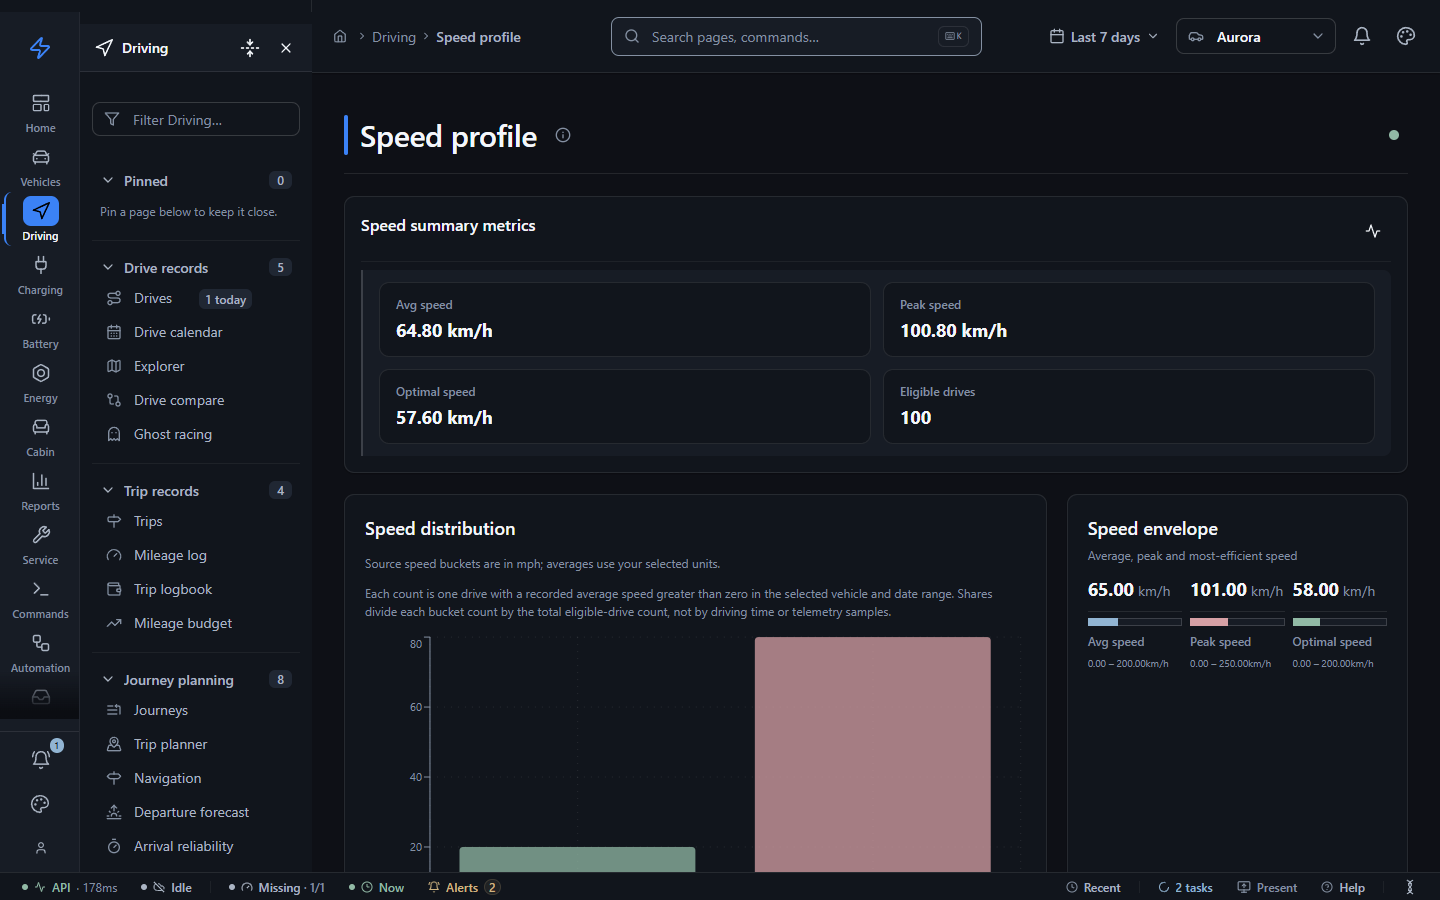 Driving
Driving
Speed profile
Search pages, commands...
K
Last 7 days
Aurora
Home
Vehicles
Driving
Charging
Battery
Energy
Cabin
Reports
Service
Commands
Automation
1
Filter Driving...
Pinned
0
Pin a page below to keep it close.
Drive records
5
Drives
1 today
Drive calendar
Explorer
Drive compare
Ghost racing
Trip records
4
Trips
Mileage log
Trip logbook
Mileage budget
Journey planning
8
Journeys
Trip planner
Navigation
Departure forecast
Arrival reliability
Speed profile
Speed summary metrics
Avg speed
64.80 km/h
Peak speed
100.80 km/h
Optimal speed
57.60 km/h
Eligible drives
100
Speed distribution
Source speed buckets are in mph; averages use your selected units.
Each count is one drive with a recorded average speed greater than zero in the selected vehicle and date range. Shares
divide each bucket count by the total eligible-drive count, not by driving time or telemetry samples.
80
60
40
20
Speed envelope
Average, peak and most-efficient speed
65.00 km/h
101.00 km/h
58.00 km/h
Avg speed
Peak speed
Optimal speed
0.00 – 200.00km/h
0.00 – 250.00km/h
0.00 – 200.00km/h
API · 178ms
Idle
Missing · 1/1
Now
Alerts 2
Recent
2 tasks
Present
Help